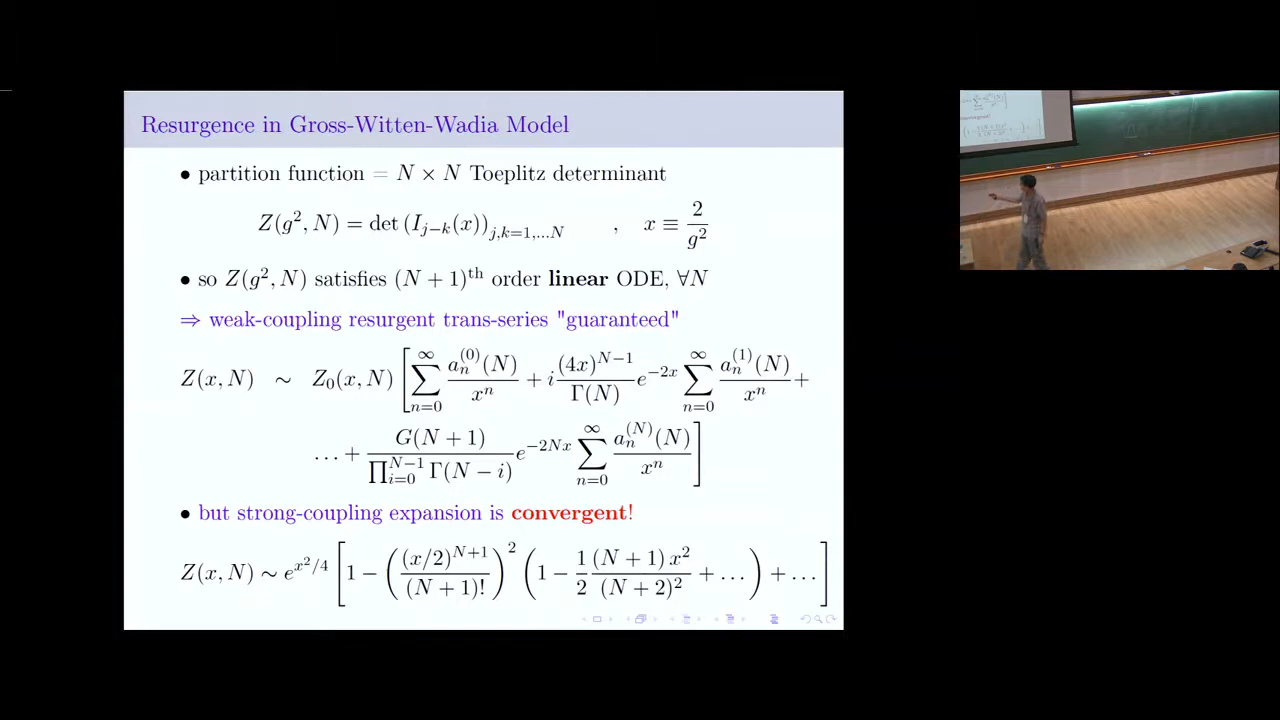 Resurgence in Gross-Witten-Wadia Model
• partition function = N × N Toeplitz determinant
Z(g², N) = det (I_{j−k}(x))_{j,k=1,...N} , x ≡ 2/g²
• so Z(g², N) satisfies (N + 1)^th order linear ODE, ∀N
⇒ weak-coupling resurgent trans-series "guaranteed"
Z(x, N) ∼ Z₀(x, N) [ ∑_{n=0}^{∞} a_n^{(0)}(N)/x^n + i (4x)^{N−1}/Γ(N) e^{−2x} ∑_{n=0}^{∞} a_n^{(1)}(N)/x^n +
... + G(N + 1)/∏_{i=0}^{N−1} Γ(N − i) e^{−2Nx} ∑_{n=0}^{∞} a_n^{(N)}(N)/x^n ]
• but strong-coupling expansion is convergent!
Z(x, N) ∼ e^{x²/4} [ 1 − ( (x/2)^{N+1}/(N + 1)! )² ( 1 − 1/2 (N + 1) x²/(N + 2)² + ... ) + ... ]